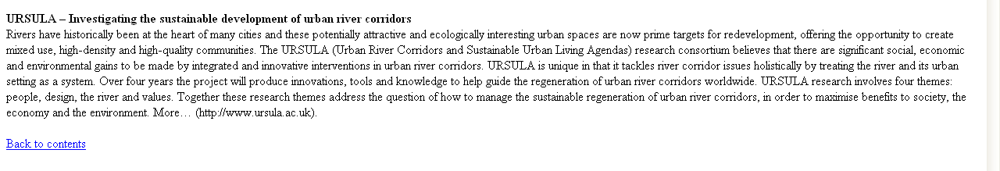 URSULA – Investigating the sustainable development of urban river corridors
Rivers have historically been at the heart of many cities and these potentially attractive and ecologically interesting urban spaces are now prime targets for redevelopment, offering the opportunity to create
mixed use, high-density and high-quality communities. The URSULA (Urban River Corridors and Sustainable Urban Living Agendas) research consortium believes that there are significant social, economic
and environmental gains to be made by integrated and innovative interventions in urban river corridors. URSULA is unique in that it tackles river corridor issues holistically by treating the river and its urban
setting as a system. Over four years the project will produce innovations, tools and knowledge to help guide the regeneration of urban river corridors worldwide. URSULA research involves four themes:
people, design, the river and values. Together these research themes address the question of how to manage the sustainable regeneration of urban river corridors, in order to maximise benefits to society, the
economy and the environment. More… (http://www.ursula.ac.uk).
Back to contents